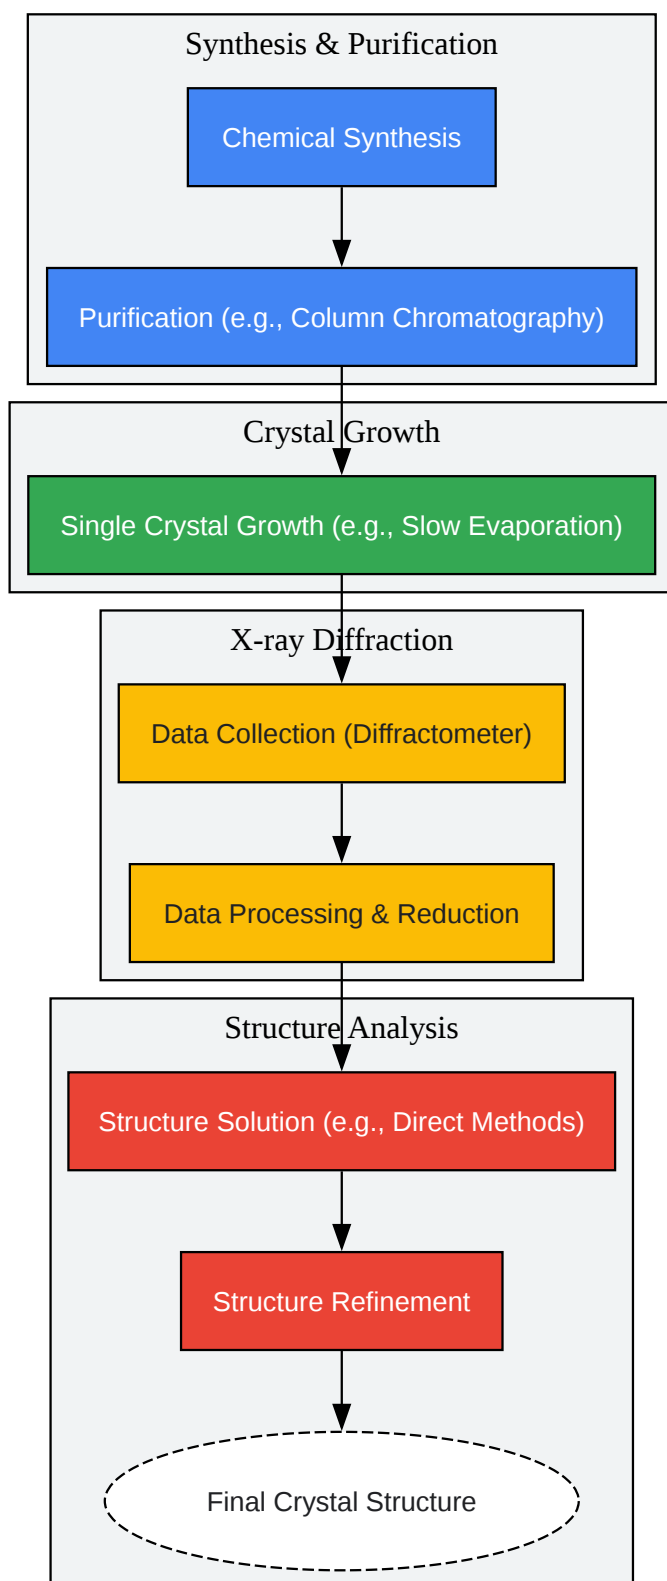 Synthesis & Purification
Chemical Synthesis
Purification (e.g., Column Chromatography)
Crystal Growth
Single Crystal Growth (e.g., Slow Evaporation)
X-ray Diffraction
Data Collection (Diffractometer)
Data Processing & Reduction
Structure Analysis
Structure Solution (e.g., Direct Methods)
Structure Refinement
Final Crystal Structure